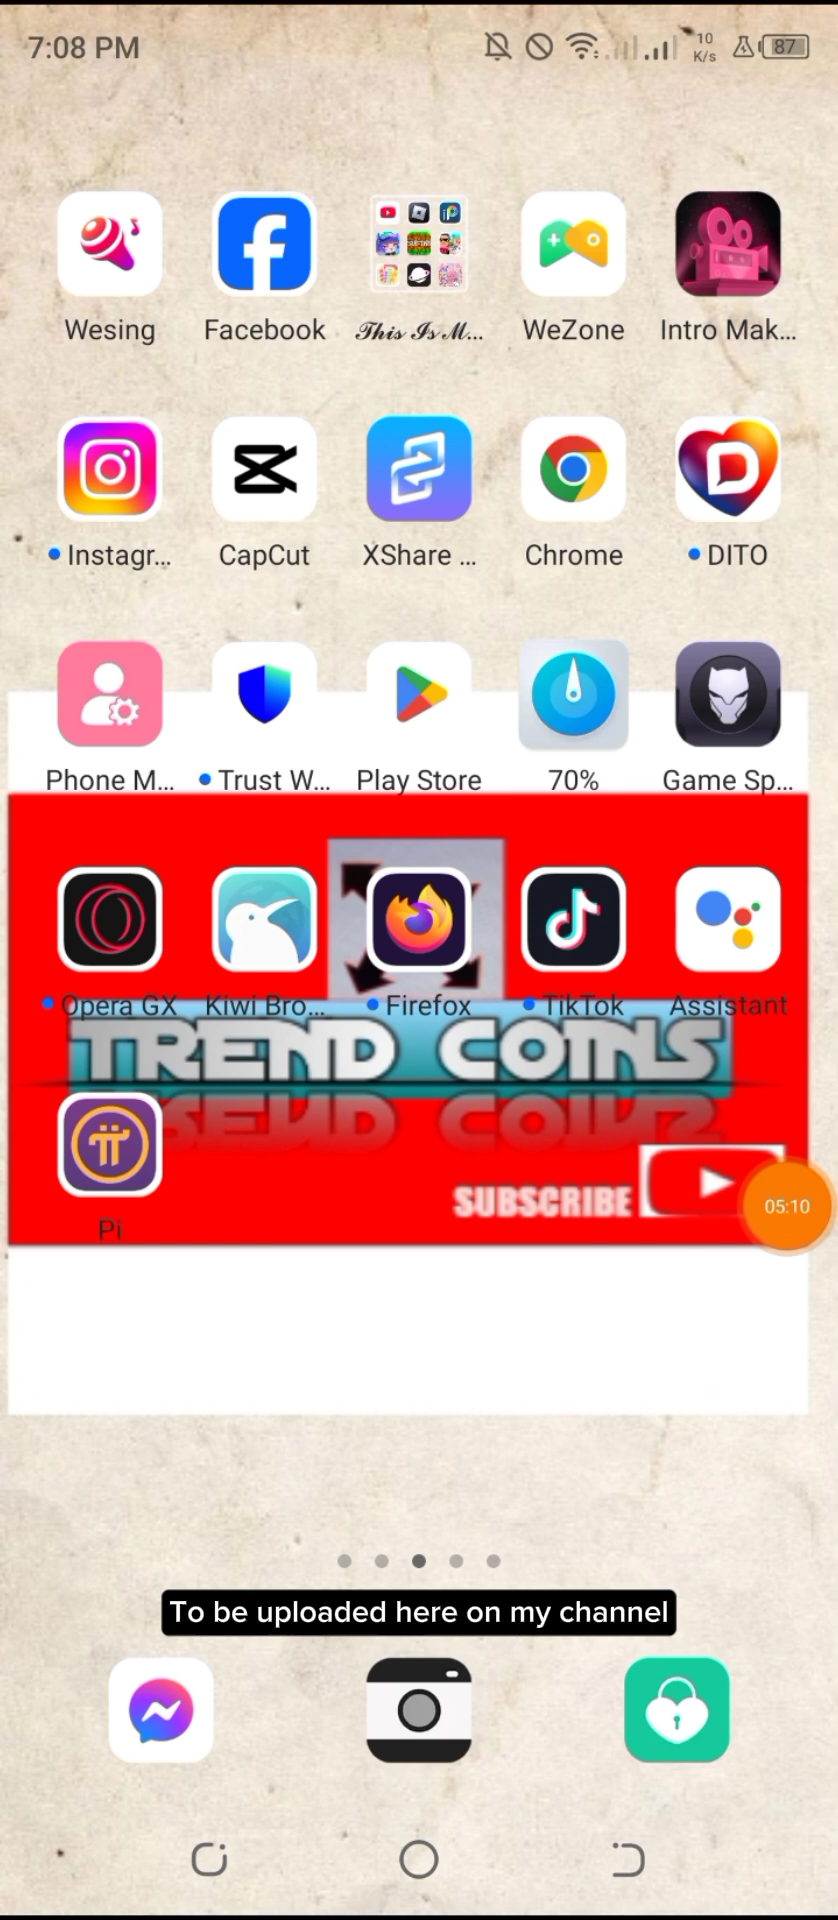 7:08 PM
10
K/s
87
Wesing
Facebook
𝒯𝒽𝒾𝓈 ℐ𝓈 ℳ...
WeZone
Intro Mak...
Instagr...
CapCut
XShare ...
Chrome
DITO
Phone M...
Trust W...
Play Store
70%
Game Sp...
Opera GX
Kiwi Bro...
Firefox
TikTok
Assistant
TREND COINS
Pi
SUBSCRIBE
05:10
To be uploaded here on my channel